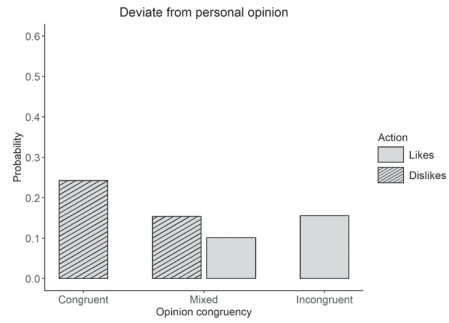 Deviate from personal opinion
0.6
0.5
0.4
0.3
0.2
0.1
0.0
Probability
Congruent Mixed Incongruent
Opinion congruency
Action
Likes
Dislikes